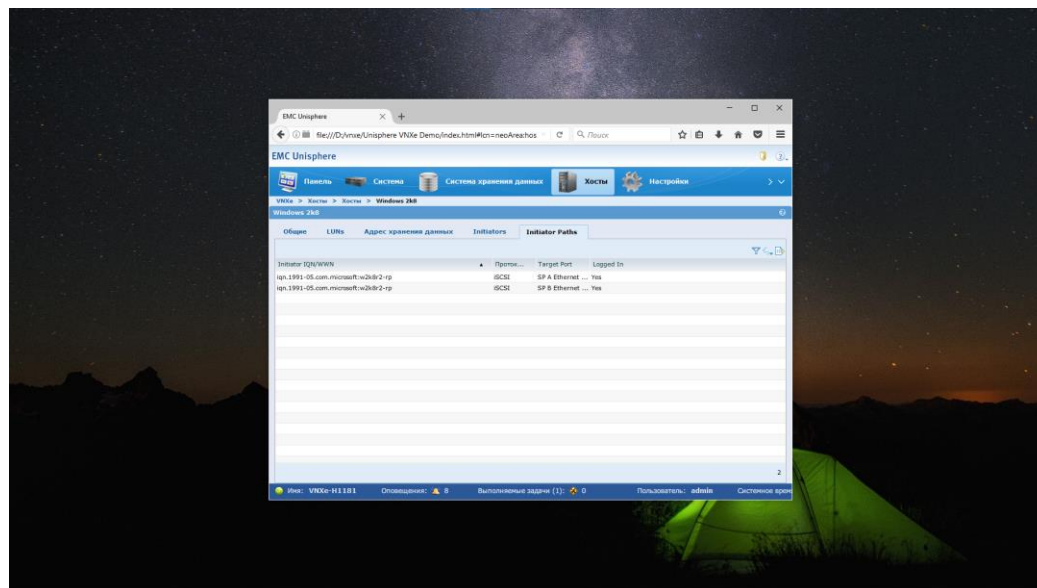 EMC Unisphere
file:///D:/vnxe/Unisphere VNXe Demo/index.html#lcn=neoArea:hos
Поиск
EMC Unisphere
Панель Система Система хранения данных Хосты Настройки
VNXe > Хосты > Хосты > Windows 2k8
Windows 2k8
Общие LUNs Адрес хранения данных Initiators Initiator Paths
Initiator IQN/WWN Проток... Target Port Logged In
iqn.1991-05.com.microsoft:w2k8r2-rp iSCSI SP A Ethernet ... Yes
iqn.1991-05.com.microsoft:w2k8r2-rp iSCSI SP B Ethernet ... Yes
2
Имя: VNXe-H1181 Оповещения: 8 Выполняемые задачи (1): 0 Пользователь: admin Системное врем